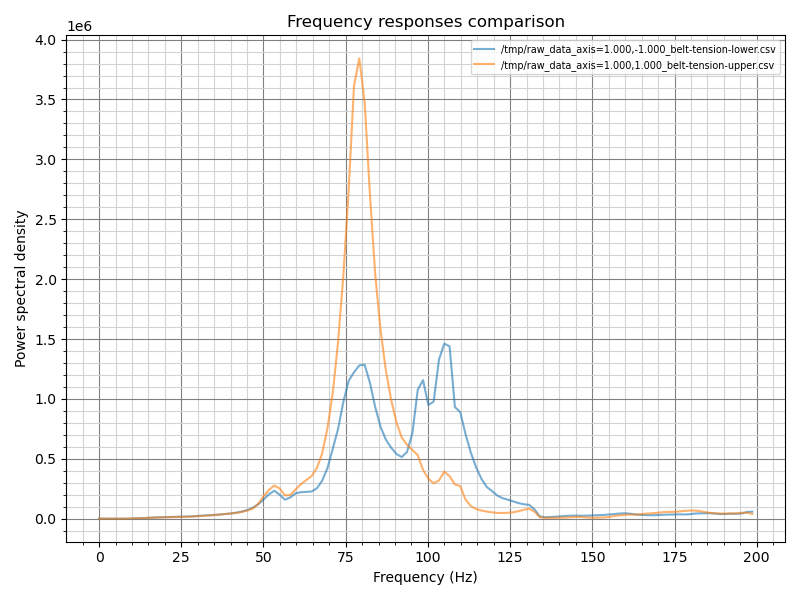 Frequency responses comparison
1e6
/tmp/raw_data_axis=1.000,-1.000_belt-tension-lower.csv
/tmp/raw_data_axis=1.000,1.000_belt-tension-upper.csv
4.0
3.5
3.0
2.5
2.0
1.5
1.0
0.5
0.0
Power spectral density
0 25 50 75 100 125 150 175 200
Frequency (Hz)